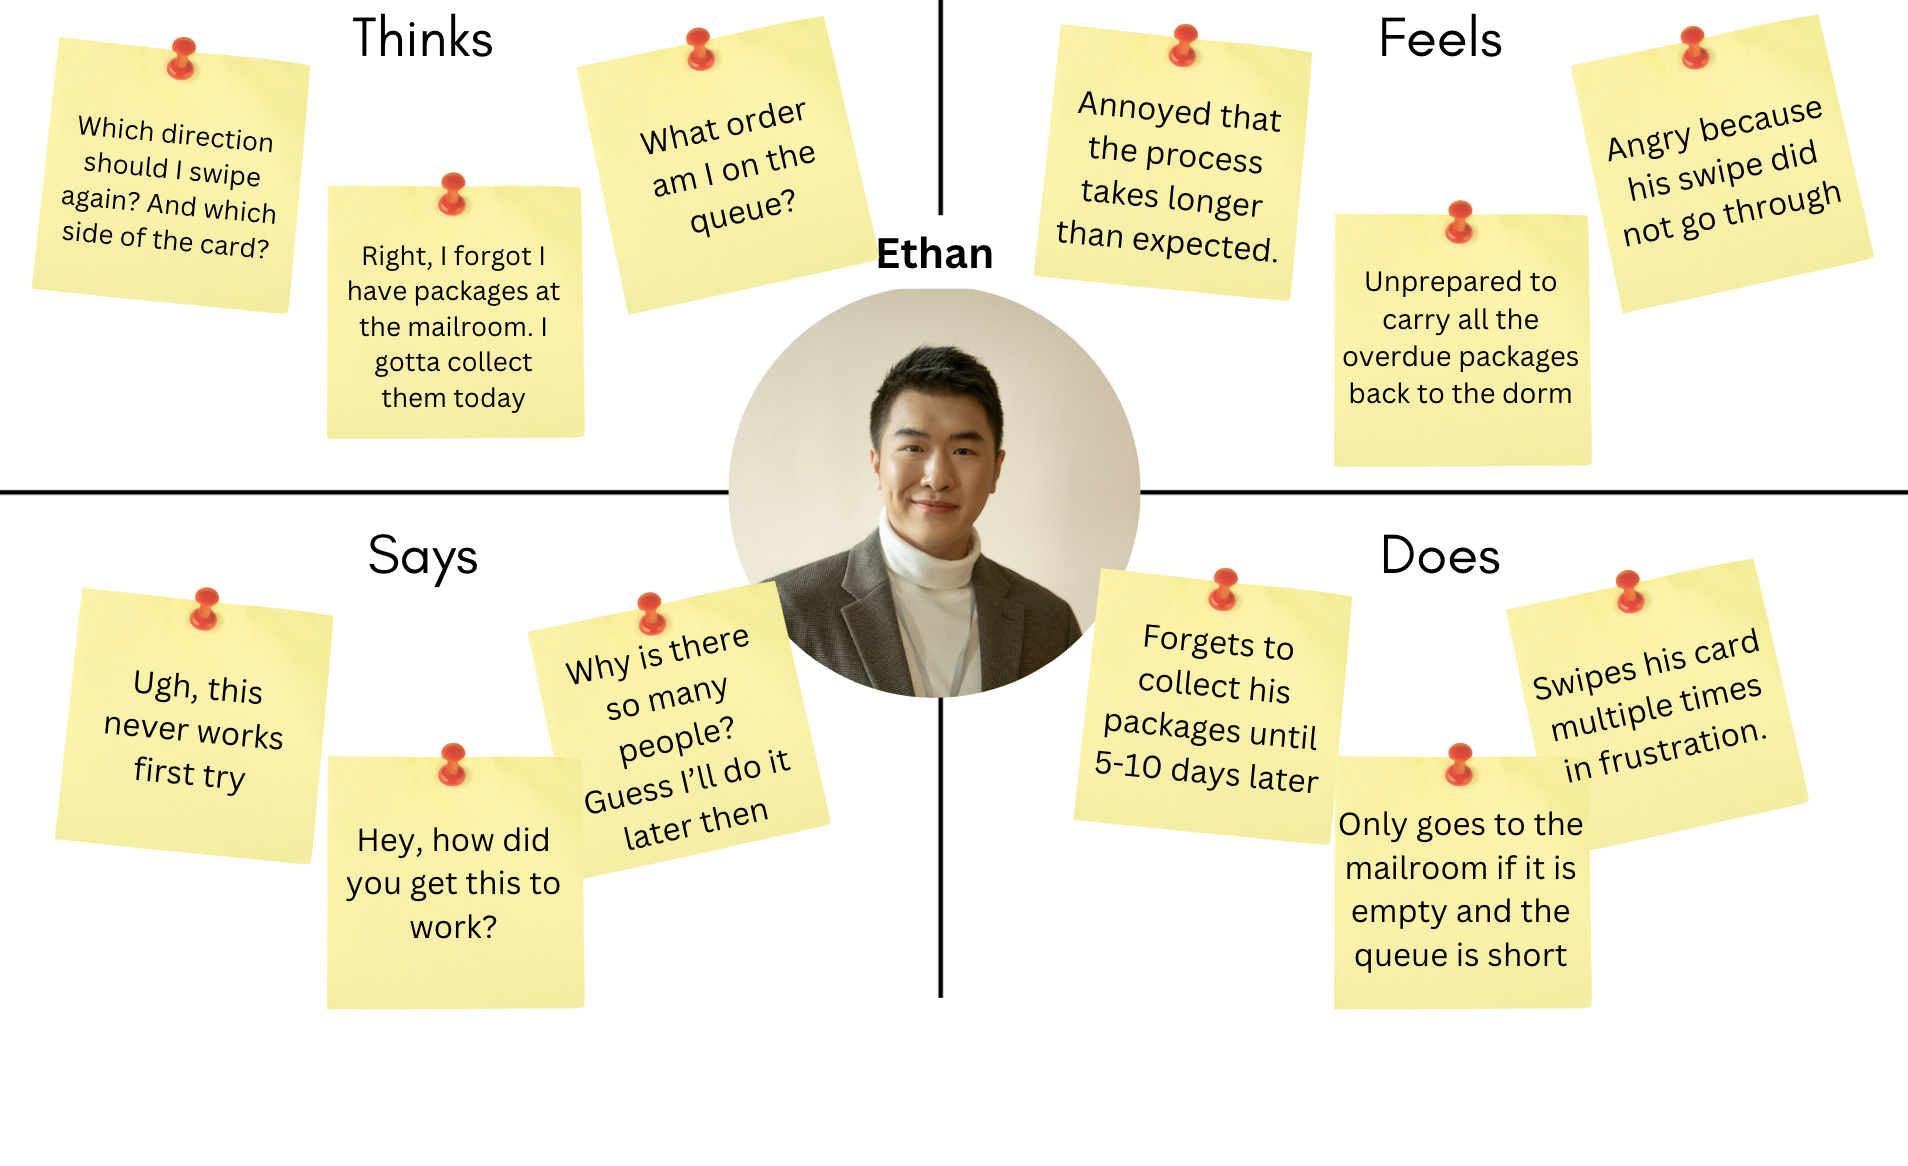 Thinks
Which direction
should I swipe
again? And which
side of the card?
Right, I forgot I
have packages at
the mailroom. I
gotta collect
them today
What order
am I on the
queue?
Feels
Annoyed that
the process
takes longer
than expected.
Unprepared to
carry all the
overdue packages
back to the dorm
Angry because
his swipe did
not go through
Ethan
Says
Ugh, this
never works
first try
Hey, how did
you get this to
work?
Why is there
so many
people?
Guess I’ll do it
later then
Does
Forgets to
collect his
packages until
5-10 days later
Only goes to the
mailroom if it is
empty and the
queue is short
Swipes his card
multiple times
in frustration.